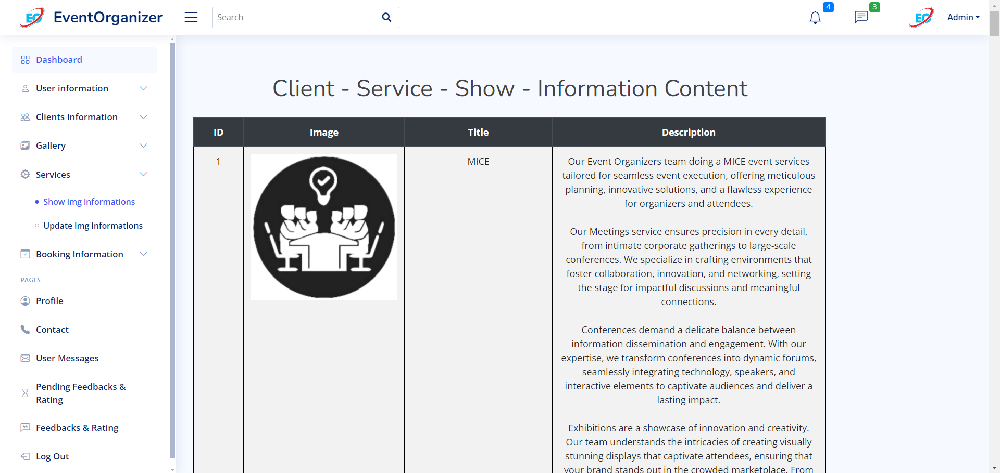 EO EventOrganizer
Search
4
3
EO
Admin
Dashboard
User information
Clients Information
Gallery
Services
Show img informations
Update img informations
Booking Information
PAGES
Profile
Contact
User Messages
Pending Feedbacks &
Rating
Feedbacks & Rating
Log Out
Client - Service - Show - Information Content
ID Image Title Description
1 MICE
Our Event Organizers team doing a MICE event services
tailored for seamless event execution, offering meticulous
planning, innovative solutions, and a flawless experience
for organizers and attendees.
Our Meetings service ensures precision in every detail,
from intimate corporate gatherings to large-scale
conferences. We specialize in crafting environments that
foster collaboration, innovation, and networking, setting
the stage for impactful discussions and meaningful
connections.
Conferences demand a delicate balance between
information dissemination and engagement. With our
expertise, we transform conferences into dynamic forums,
seamlessly integrating technology, speakers, and
interactive elements to captivate audiences and deliver a
lasting impact.
Exhibitions are a showcase of innovation and creativity.
Our team understands the intricacies of creating visually
stunning displays that captivate attendees, ensuring that
your brand stands out in the crowded marketplace. From